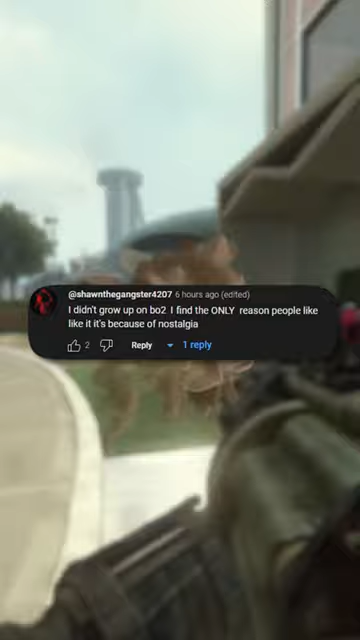 @shawnthegangster4207 6 hours ago (edited)
I didn't grow up on bo2 I find the ONLY reason people like
like it it's because of nostalgia
2 Reply 1 reply